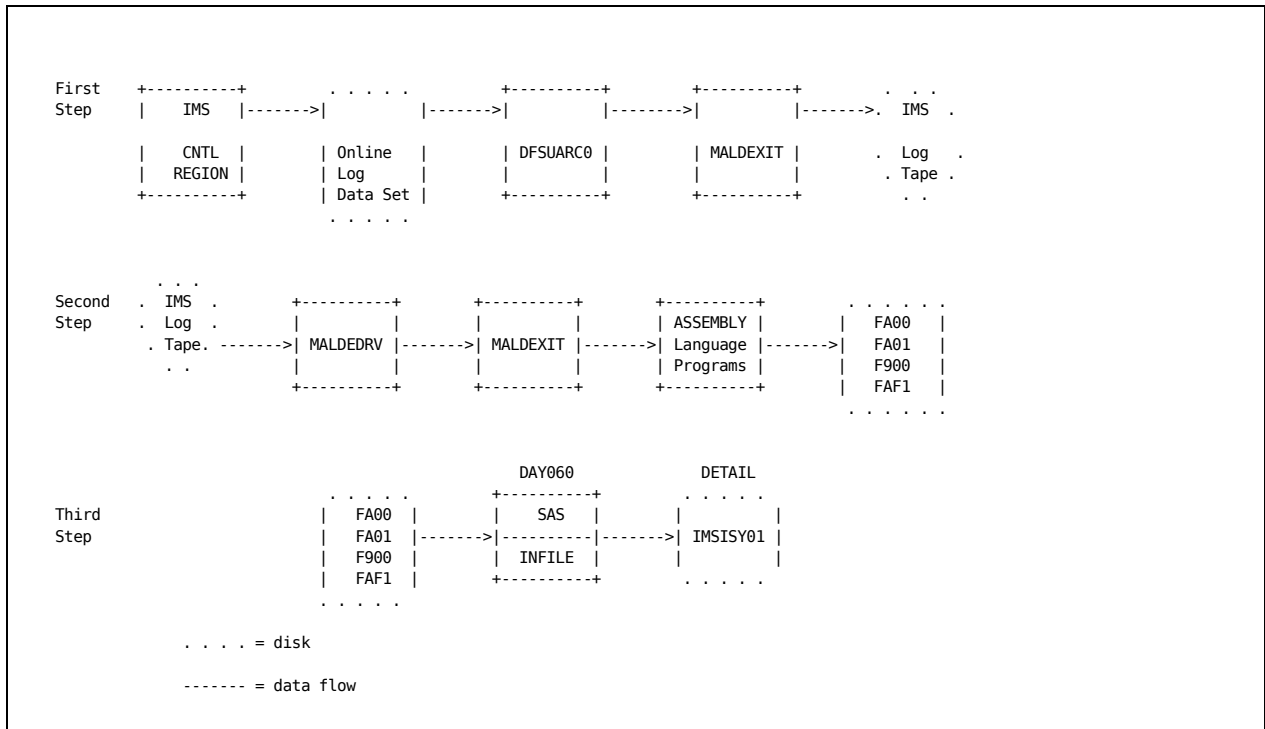 First    +----------+          . . . . .           +----------+          +----------+          . . .
Step     |    IMS   |------->|           |------->|          |-------->|          |------->.  IMS  .
         |    CNTL  |        | Online    |        | DFSUARC0 |         | MALDEXIT |        .  Log   .
         |   REGION |        | Log       |        |          |         |          |         . Tape .
         +----------+        | Data Set  |        +----------+         +----------+           . .
                              . . . . .
           . . .
Second   .  IMS  .        +----------+         +----------+         +----------+          . . . . . .
Step     .  Log  .        |          |         |          |         | ASSEMBLY |         |   FA00   |
          . Tape. ------->| MALDEDRV |------->| MALDEXIT |------->| Language |------->|   FA01   |
            . .           |          |         |          |         | Programs |         |   F900   |
                          +----------+         +----------+         +----------+         |   FAF1   |
                                                                                          . . . . . .
                                                     DAY060                DETAIL
                              . . . . .           +----------+          . . . . .
Third                        |   FA00   |         |    SAS   |         |           |
Step                         |   FA01   |------->|----------|------->| IMSISY01 |
                             |   F900   |         |  INFILE  |         |           |
                             |   FAF1   |         +----------+          . . . . .
                             . . . . .
             . . . . = disk
             ------- = data flow